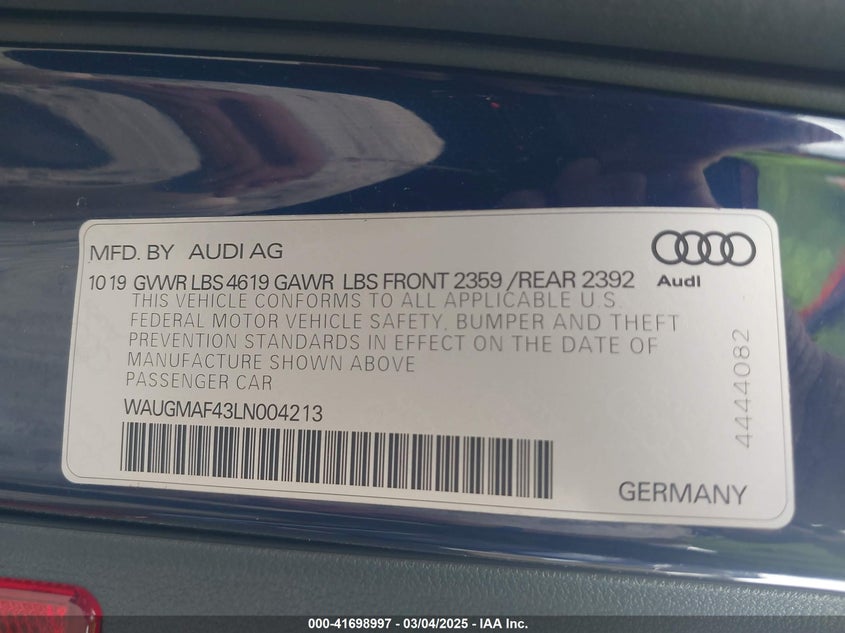 MFD. BY AUDI AG
Audi
10 19 GVWR LBS 4619 GAWR LBS FRONT 2359 /REAR 2392
THIS VEHICLE CONFORMS TO ALL APPLICABLE U.S.
FEDERAL MOTOR VEHICLE SAFETY, BUMPER AND THEFT
PREVENTION STANDARDS IN EFFECT ON THE DATE OF
MANUFACTURE SHOWN ABOVE
PASSENGER CAR
WAUGMAF43LN004213
4444082
GERMANY
000-41698997 — 03/04/2025 — IAA Inc.